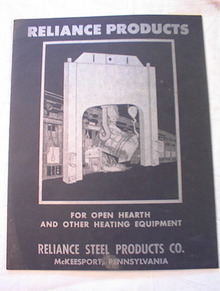 RELIANCE PRODUCTS
FOR OPEN HEARTH
AND OTHER HEATING EQUIPMENT
RELIANCE STEEL PRODUCTS CO.
McKEESPORT, PENNSYLVANIA